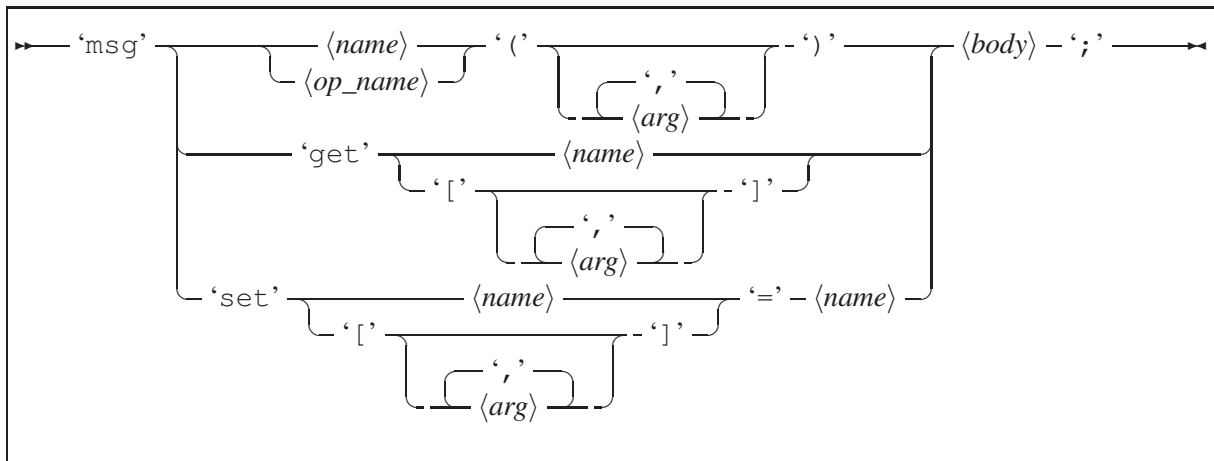 ‘msg’ ⟨name⟩ ‘(’ ‘)’ ⟨body⟩ ‘;’
⟨op_name⟩ ‘,’
⟨arg⟩
‘get’ ⟨name⟩
‘[’ ‘]’
‘,’
⟨arg⟩
‘set’ ⟨name⟩ ‘=’ ⟨name⟩
‘[’ ‘]’
‘,’
⟨arg⟩